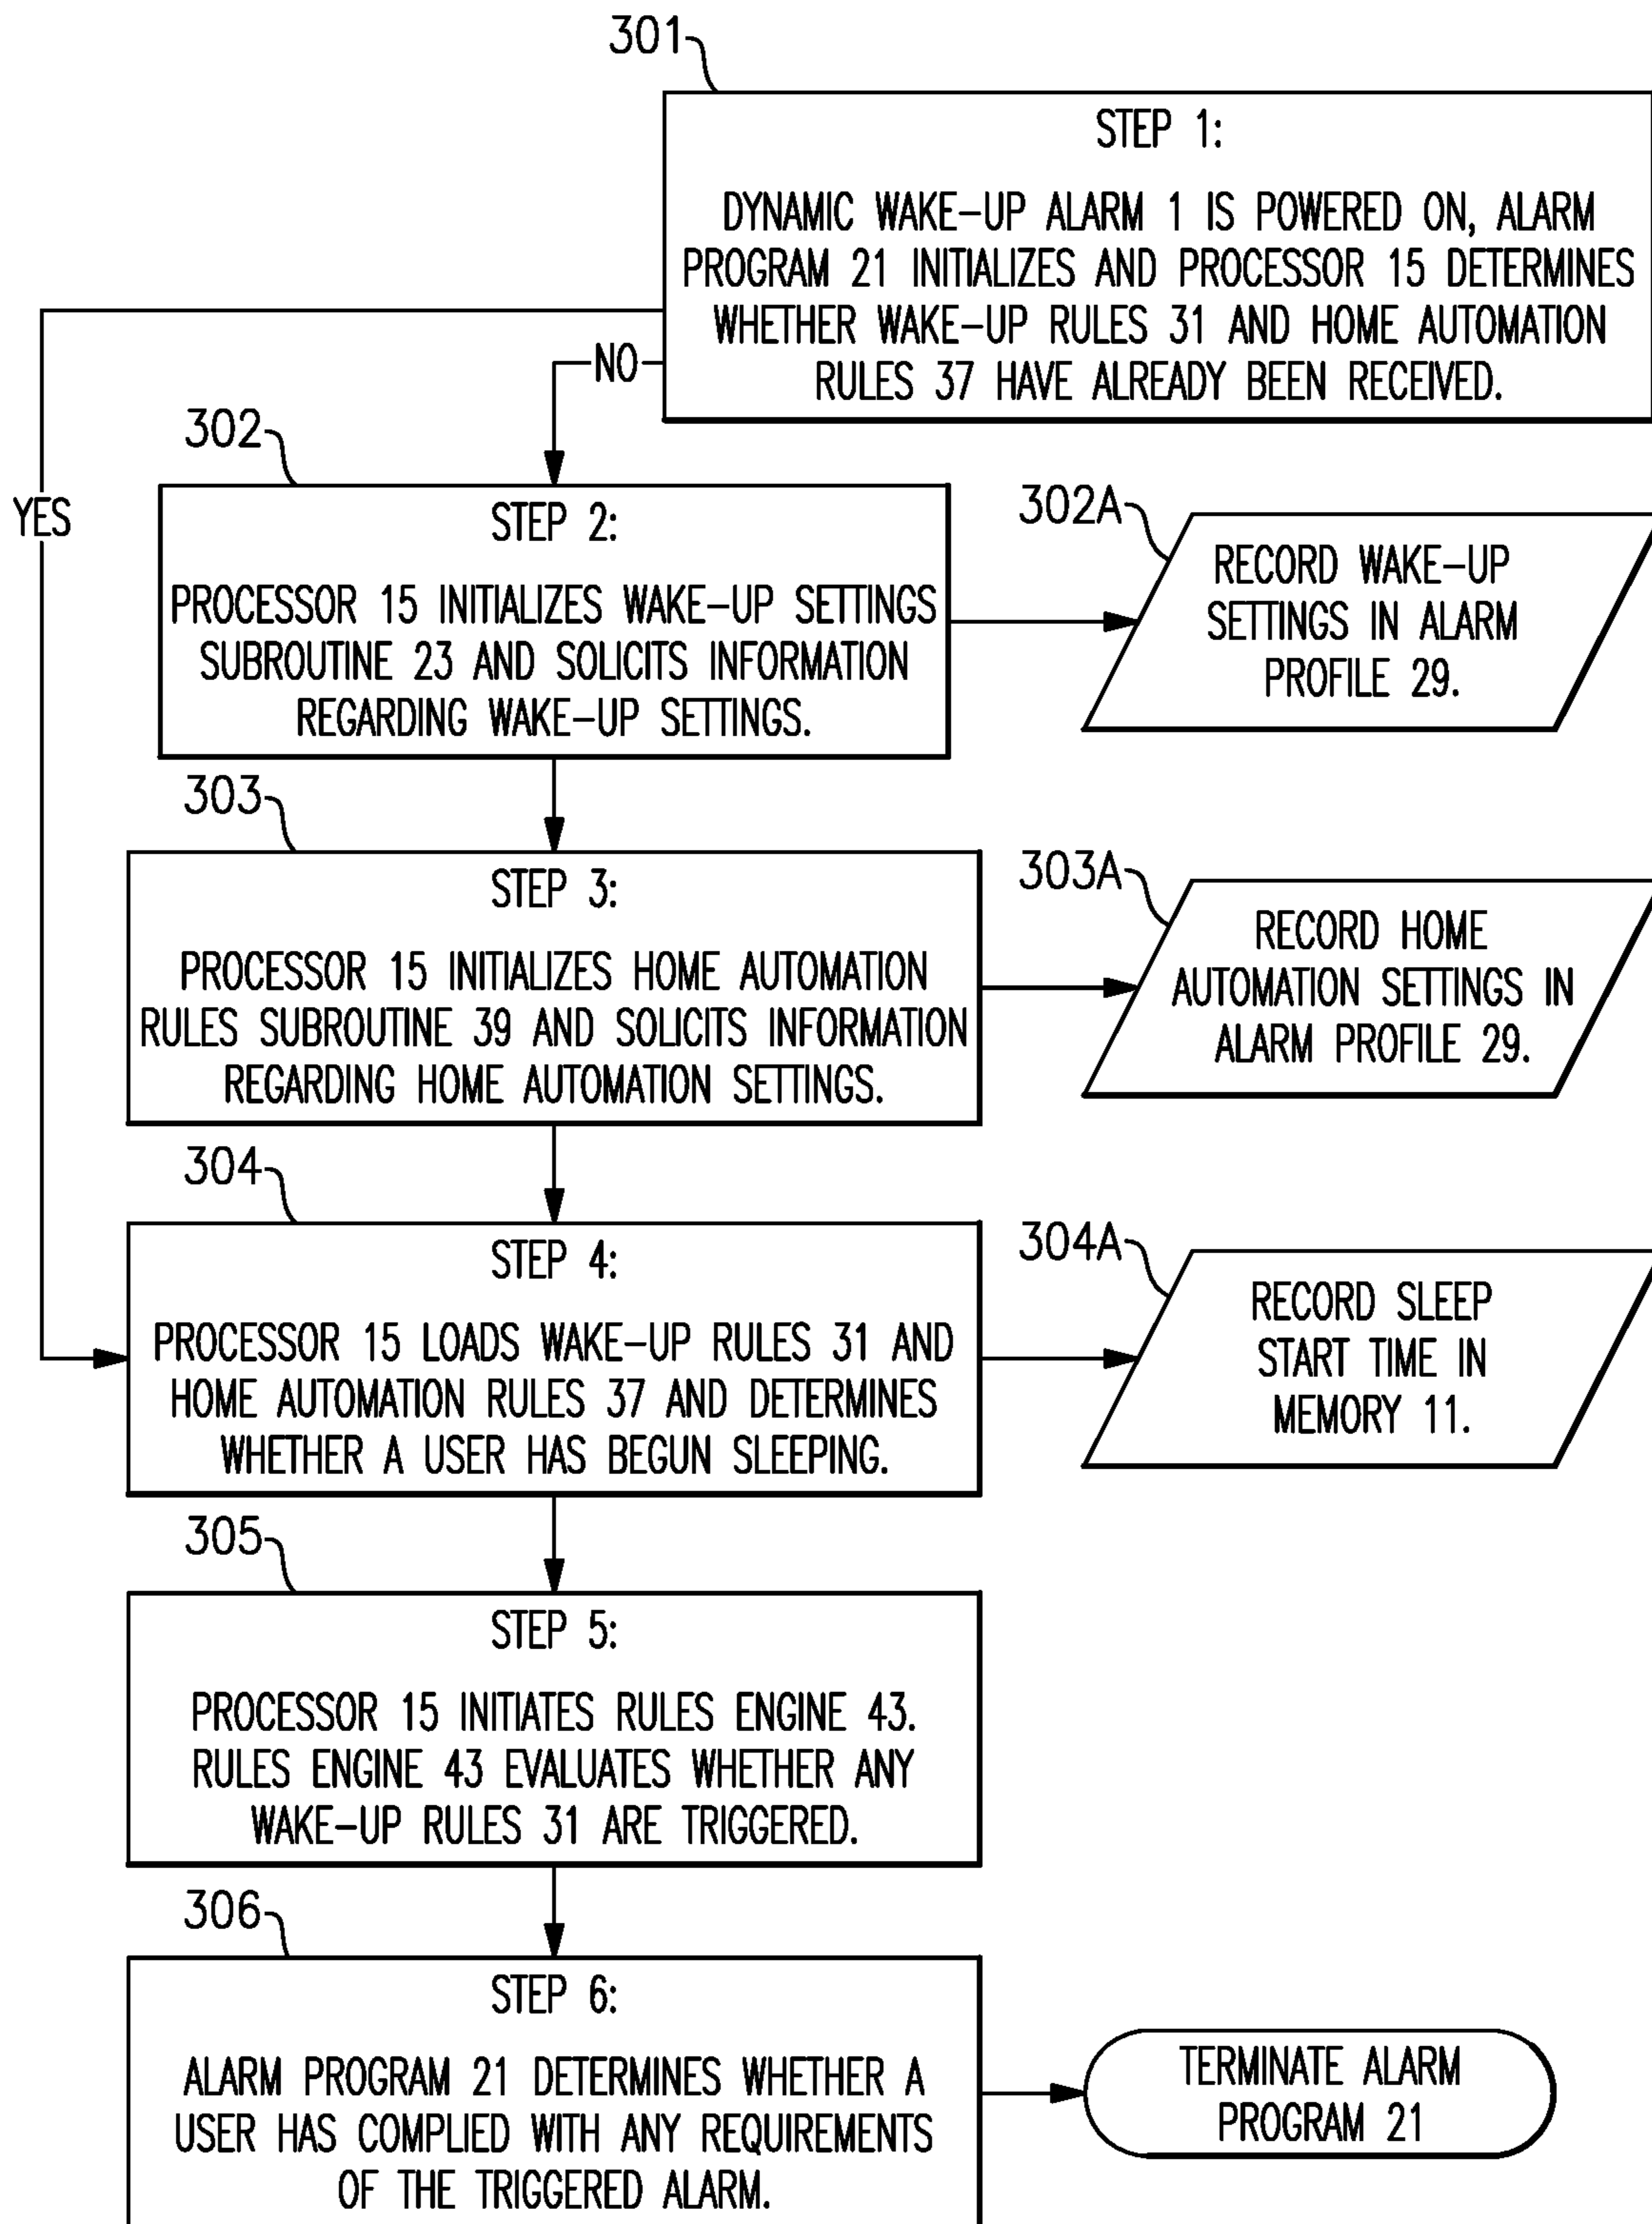 301
STEP 1:
DYNAMIC WAKE-UP ALARM 1 IS POWERED ON, ALARM
PROGRAM 21 INITIALIZES AND PROCESSOR 15 DETERMINES
WHETHER WAKE-UP RULES 31 AND HOME AUTOMATION
RULES 37 HAVE ALREADY BEEN RECEIVED.
NO
YES
302
STEP 2:
PROCESSOR 15 INITIALIZES WAKE-UP SETTINGS
SUBROUTINE 23 AND SOLICITS INFORMATION
REGARDING WAKE-UP SETTINGS.
302A
RECORD WAKE-UP
SETTINGS IN ALARM
PROFILE 29.
303
STEP 3:
PROCESSOR 15 INITIALIZES HOME AUTOMATION
RULES SUBROUTINE 39 AND SOLICITS INFORMATION
REGARDING HOME AUTOMATION SETTINGS.
303A
RECORD HOME
AUTOMATION SETTINGS IN
ALARM PROFILE 29.
304
STEP 4:
PROCESSOR 15 LOADS WAKE-UP RULES 31 AND
HOME AUTOMATION RULES 37 AND DETERMINES
WHETHER A USER HAS BEGUN SLEEPING.
304A
RECORD SLEEP
START TIME IN
MEMORY 11.
305
STEP 5:
PROCESSOR 15 INITIATES RULES ENGINE 43.
RULES ENGINE 43 EVALUATES WHETHER ANY
WAKE-UP RULES 31 ARE TRIGGERED.
306
STEP 6:
ALARM PROGRAM 21 DETERMINES WHETHER A
USER HAS COMPLIED WITH ANY REQUIREMENTS
OF THE TRIGGERED ALARM.
TERMINATE ALARM
PROGRAM 21